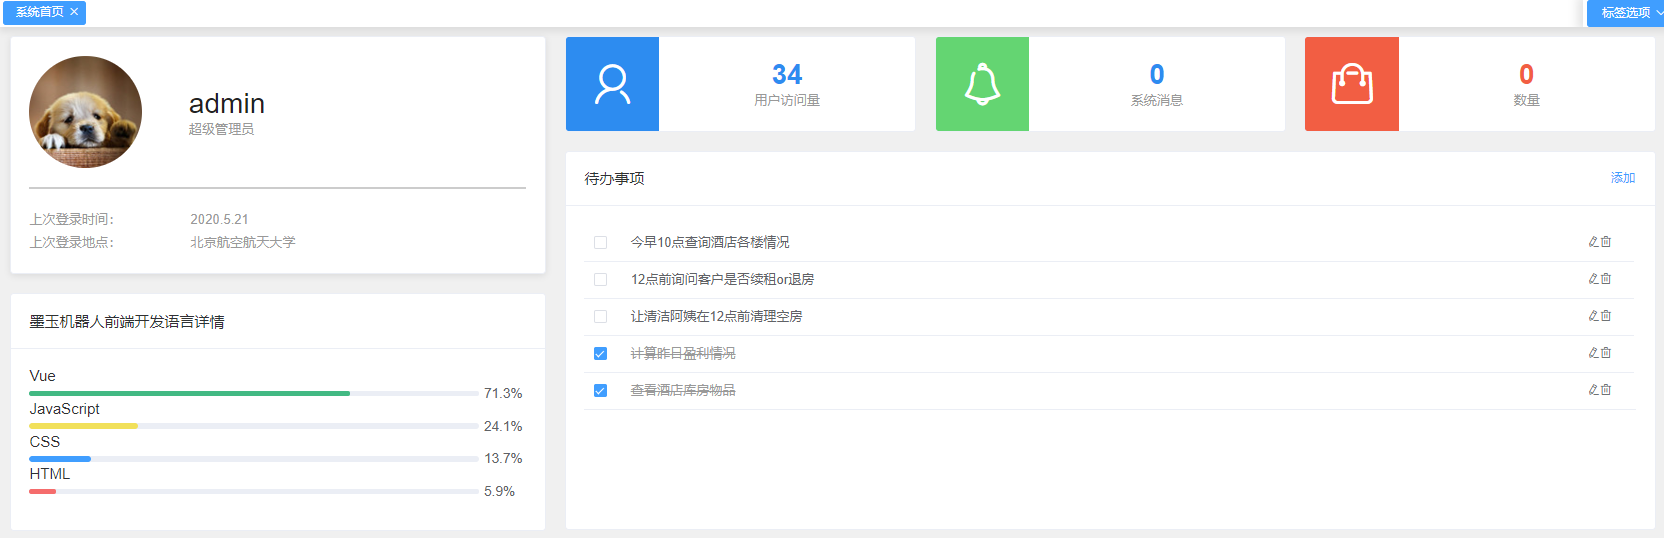 系统首页
标签选项
admin
超级管理员
上次登录时间：
2020.5.21
上次登录地点：
北京航空航天大学
墨玉机器人前端开发语言详情
Vue
71.3%
JavaScript
24.1%
CSS
13.7%
HTML
5.9%
34
用户访问量
0
系统消息
0
数量
待办事项
添加
今早10点查询酒店各楼情况
12点前询问客户是否续租or退房
让清洁阿姨在12点前清理空房
计算昨日盈利情况
查看酒店库房物品